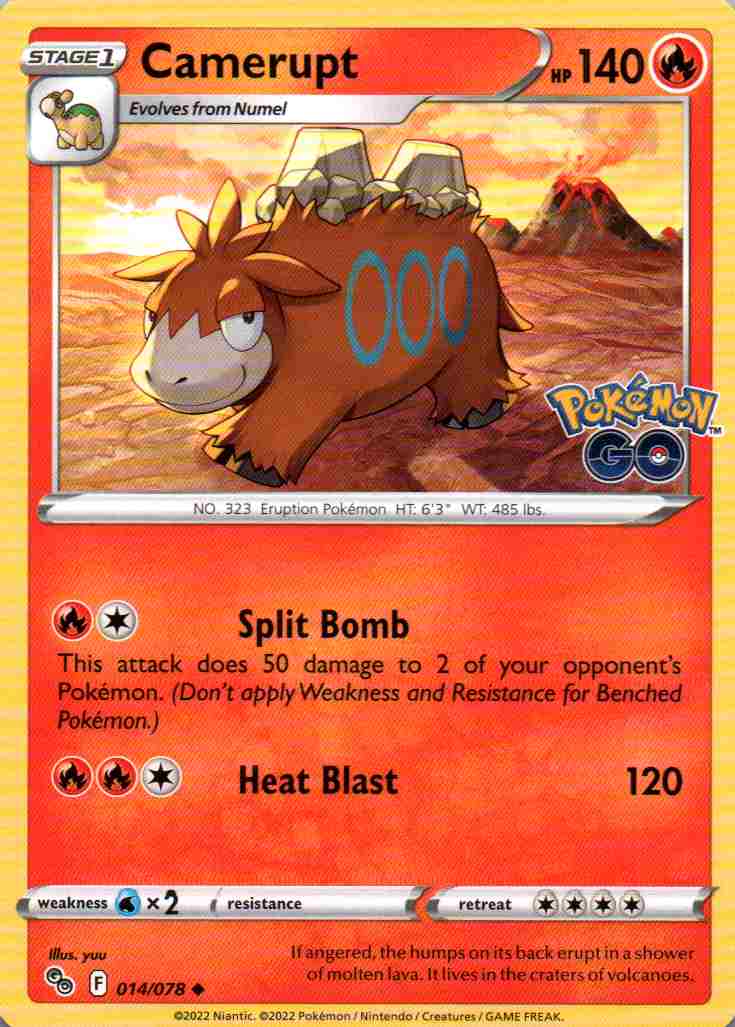 STAGE 1
Camerupt
HP 140
Evolves from Numel
POKéMON™
GO
NO. 323 Eruption Pokémon HT: 6'3" WT: 485 lbs.
Split Bomb
This attack does 50 damage to 2 of your opponent's
Pokémon. (Don't apply Weakness and Resistance for Benched
Pokémon.)
Heat Blast 120
weakness ×2 resistance retreat
Illus. yuu
If angered, the humps on its back erupt in a shower
of molten lava. It lives in the craters of volcanoes.
GO F 014/078
©2022 Niantic. ©2022 Pokémon / Nintendo / Creatures / GAME FREAK.